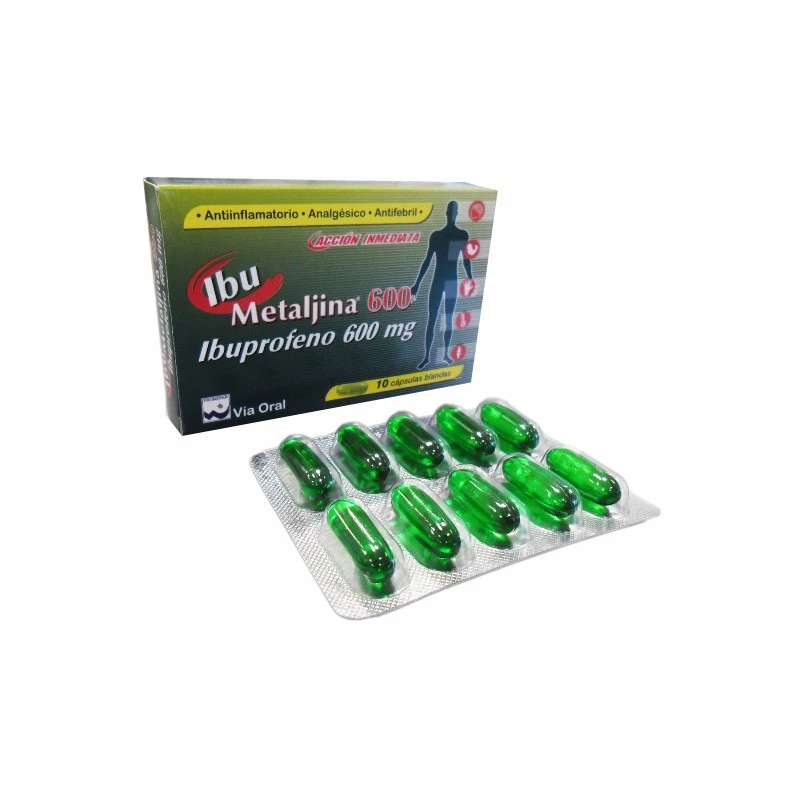 • Antiinflamatorio • Analgésico • Antifebril •
ACCIÓN INMEDIATA
Ibu
Metaljina® 600
Ibuprofeno 600 mg
10 cápsulas blandas
Vía Oral